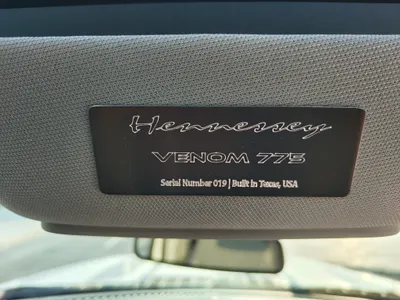 Hennessey
VENOM 775
Serial Number 019 | Built in Texas, USA